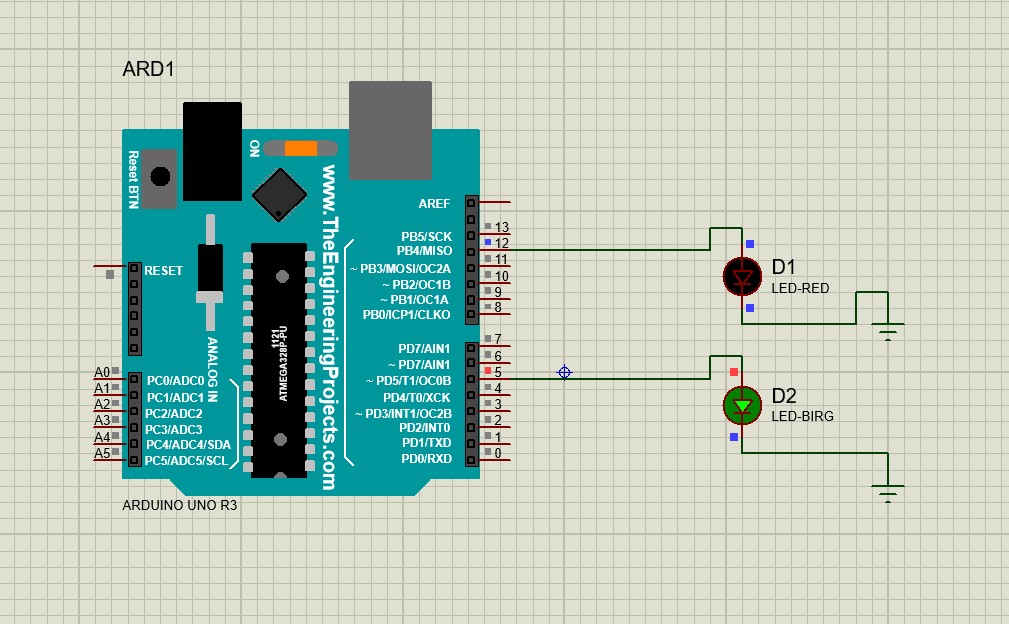 ARD1
ON
Reset BTN
www.TheEngineeringProjects.com
RESET
ANALOG IN
1121
ATMEGA328P-PU
AREF
PB5/SCK 13
PB4/MISO 12
~ PB3/MOSI/OC2A 11
~ PB2/OC1B 10
~ PB1/OC1A 9
PB0/ICP1/CLKO 8
PD7/AIN1 7
~ PD7/AIN1 6
~ PD5/T1/OC0B 5
PD4/T0/XCK 4
~ PD3/INT1/OC2B 3
PD2/INT0 2
PD1/TXD 1
PD0/RXD 0
A0 PC0/ADC0
A1 PC1/ADC1
A2 PC2/ADC2
A3 PC3/ADC3
A4 PC4/ADC4/SDA
A5 PC5/ADC5/SCL
ARDUINO UNO R3
D1
LED-RED
D2
LED-BIRG